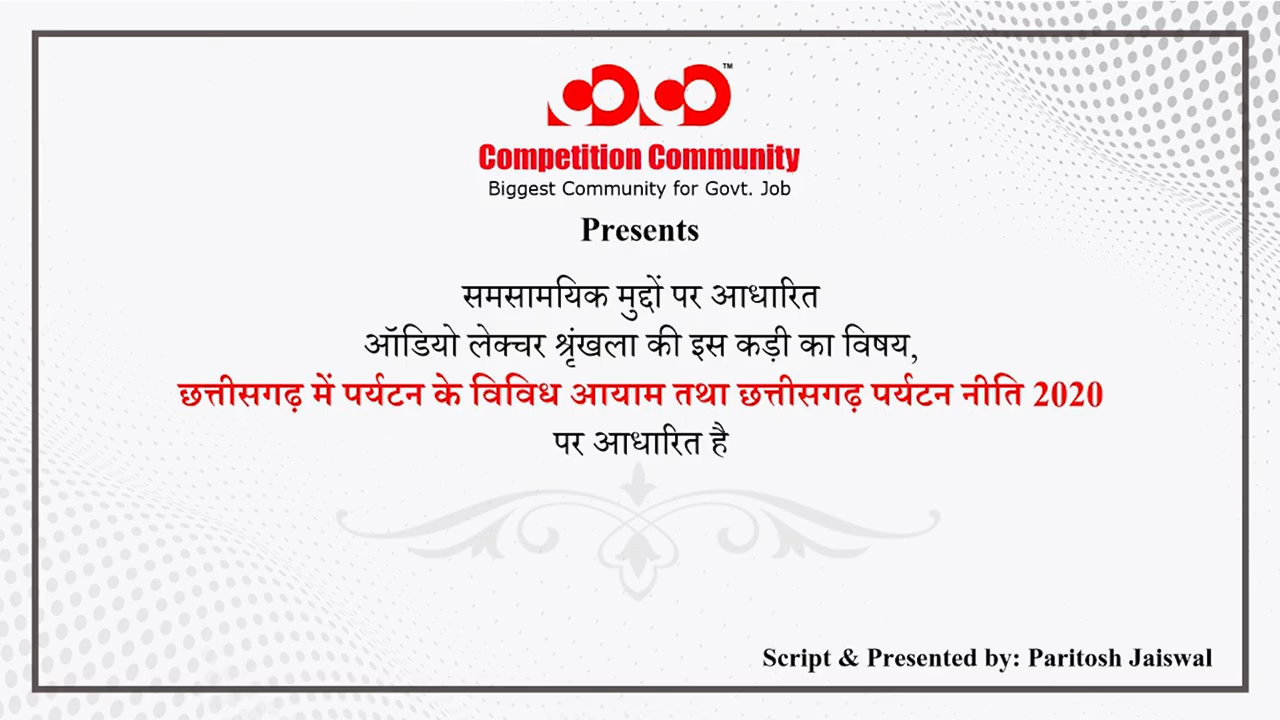 TM
Competition Community
Biggest Community for Govt. Job
Presents
समसामयिक मुद्दों पर आधारित
ऑडियो लेक्चर श्रृंखला की इस कड़ी का विषय,
छत्तीसगढ़ में पर्यटन के विविध आयाम तथा छत्तीसगढ़ पर्यटन नीति 2020
पर आधारित है
Script & Presented by: Paritosh Jaiswal